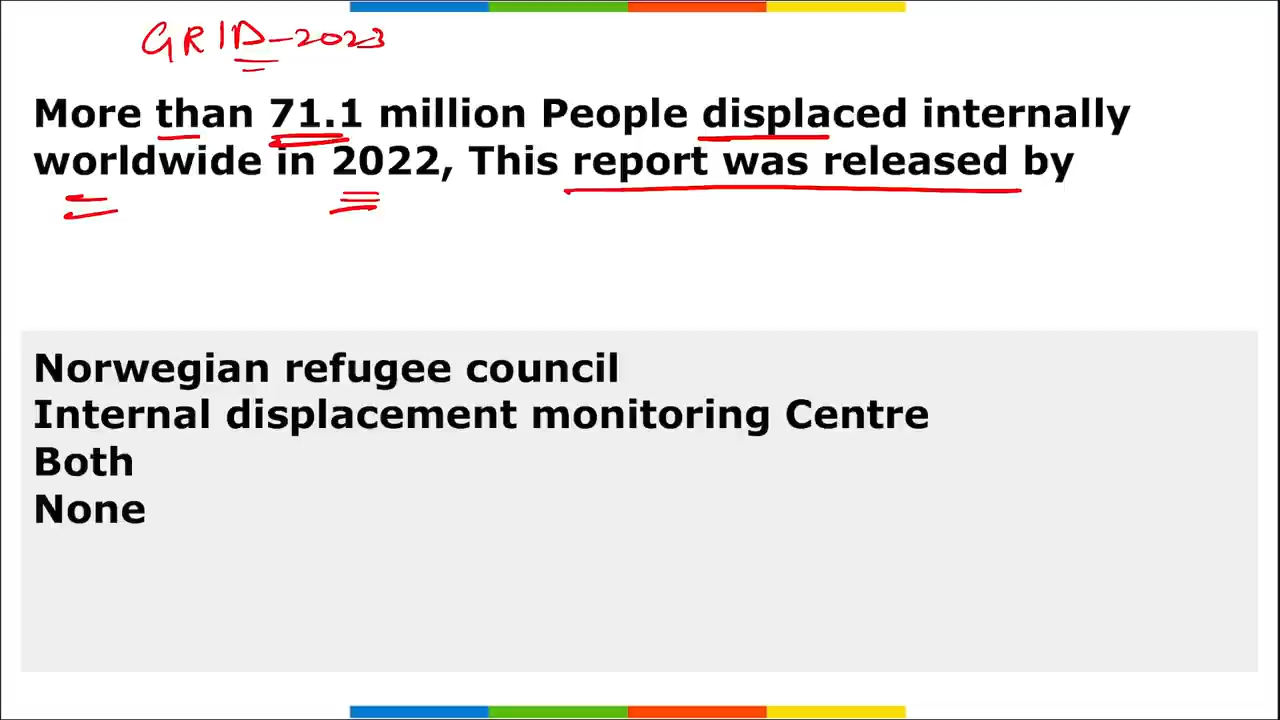 GRID-2023
More than 71.1 million People displaced internally
worldwide in 2022, This report was released by
Norwegian refugee council
Internal displacement monitoring Centre
Both
None